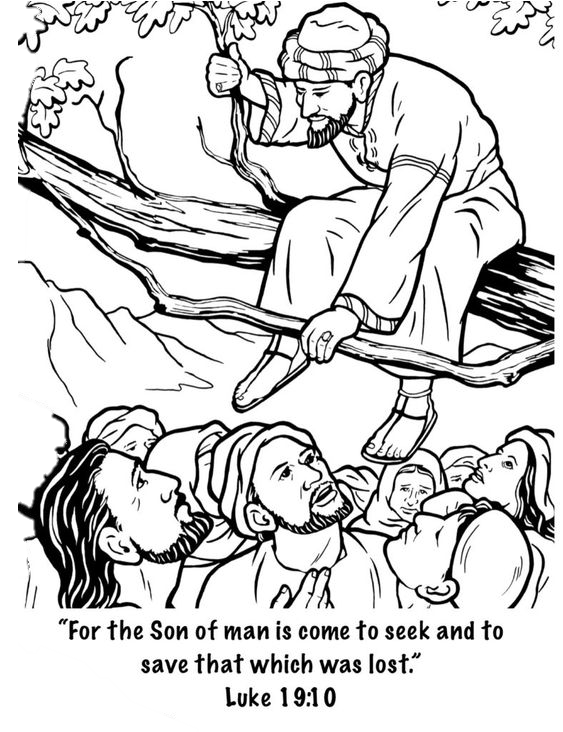 “For the Son of man is come to seek and to
save that which was lost.”
Luke 19:10